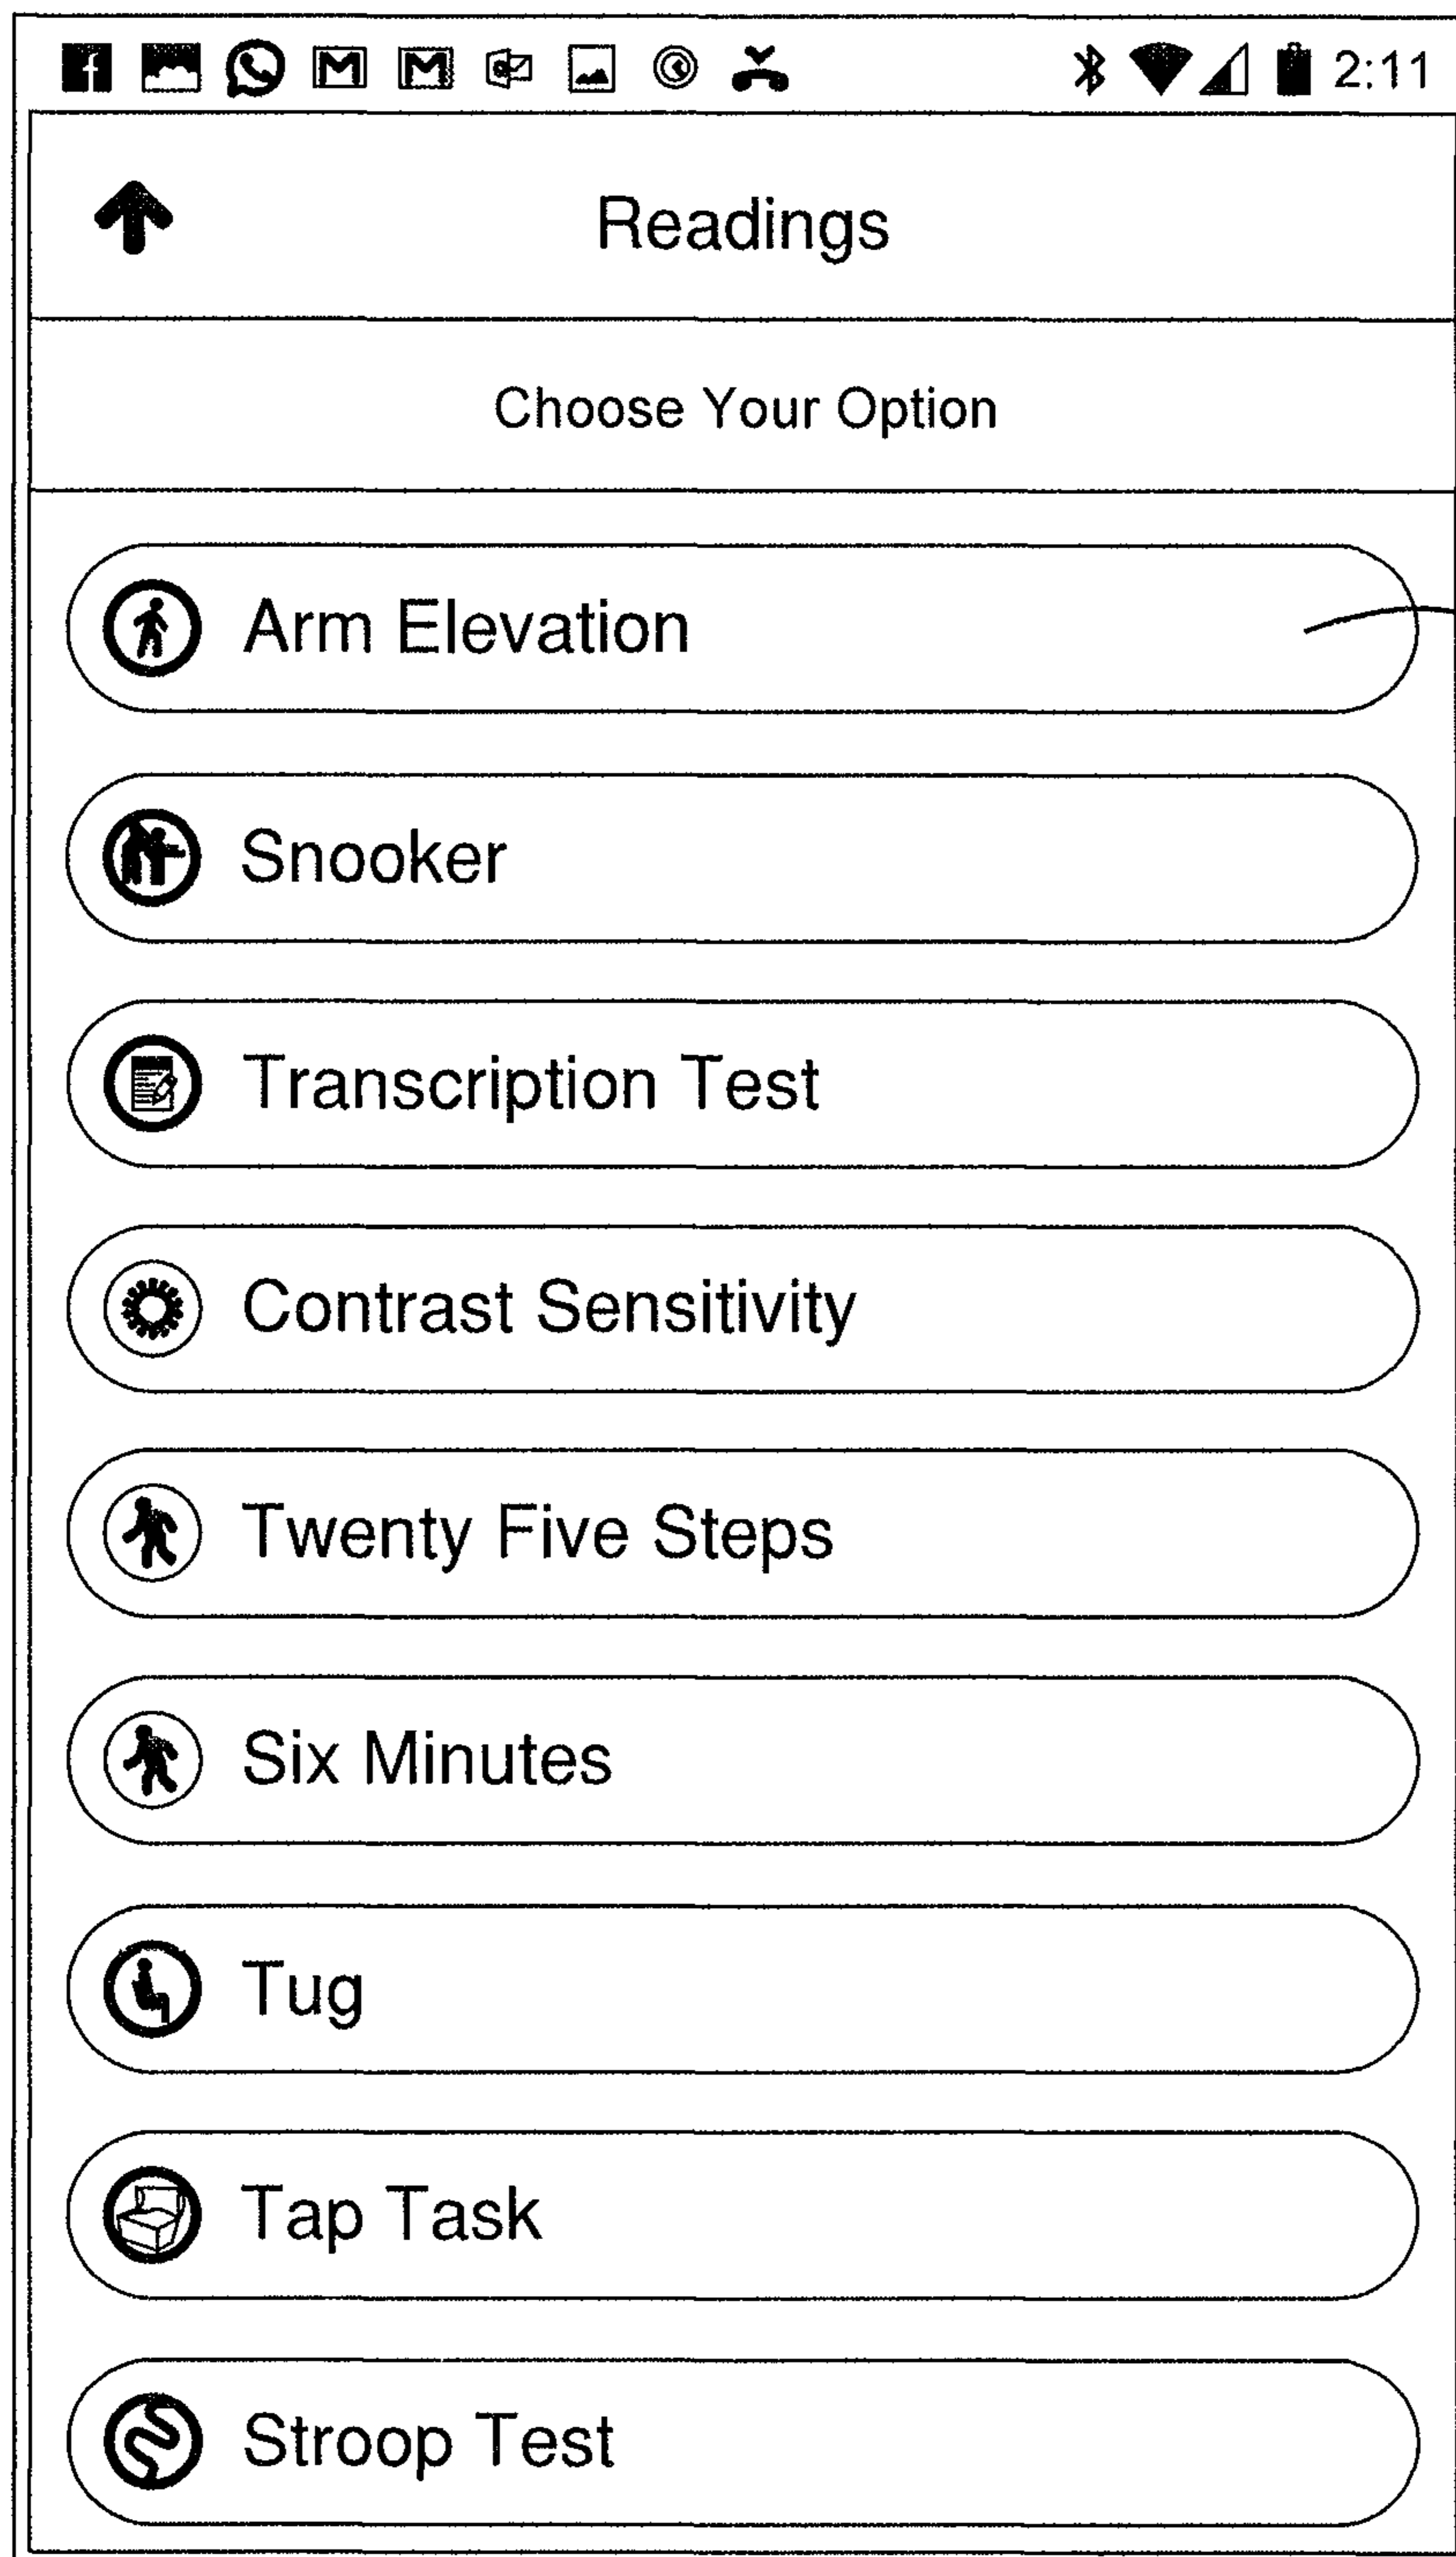 2:11
Readings
Choose Your Option
Arm Elevation
Snooker
Transcription Test
Contrast Sensitivity
Twenty Five Steps
Six Minutes
Tug
Tap Task
Stroop Test